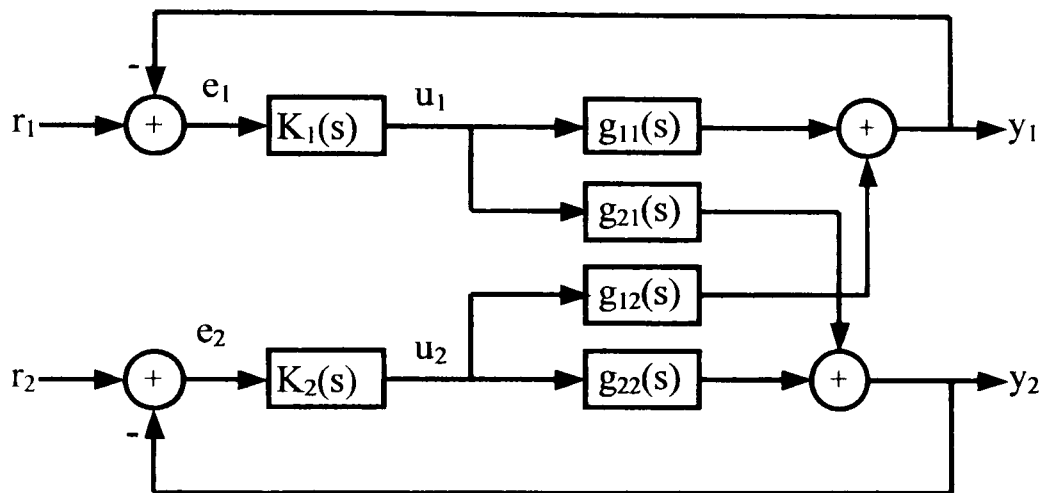 -
e₁
u₁
r₁ + K₁(s) g₁₁(s) + y₁
g₂₁(s)
g₁₂(s)
e₂
u₂
r₂ + K₂(s) g₂₂(s) + y₂
-